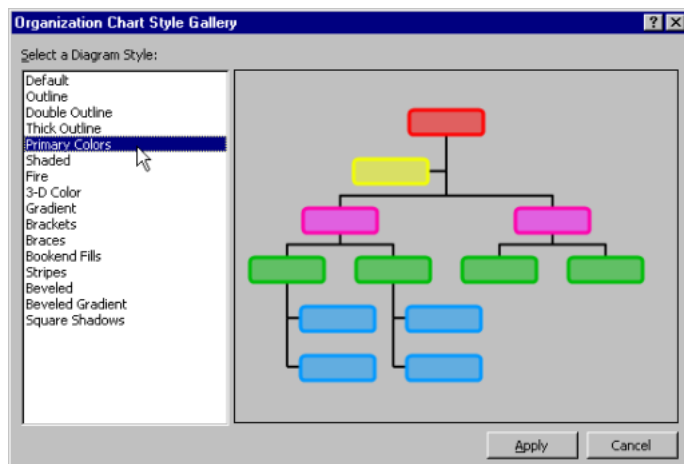 Organization Chart Style Gallery
Select a Diagram Style:
Default
Outline
Double Outline
Thick Outline
Primary Colors
Shaded
Fire
3-D Color
Gradient
Brackets
Braces
Bookend Fills
Stripes
Beveled
Beveled Gradient
Square Shadows
Apply Cancel